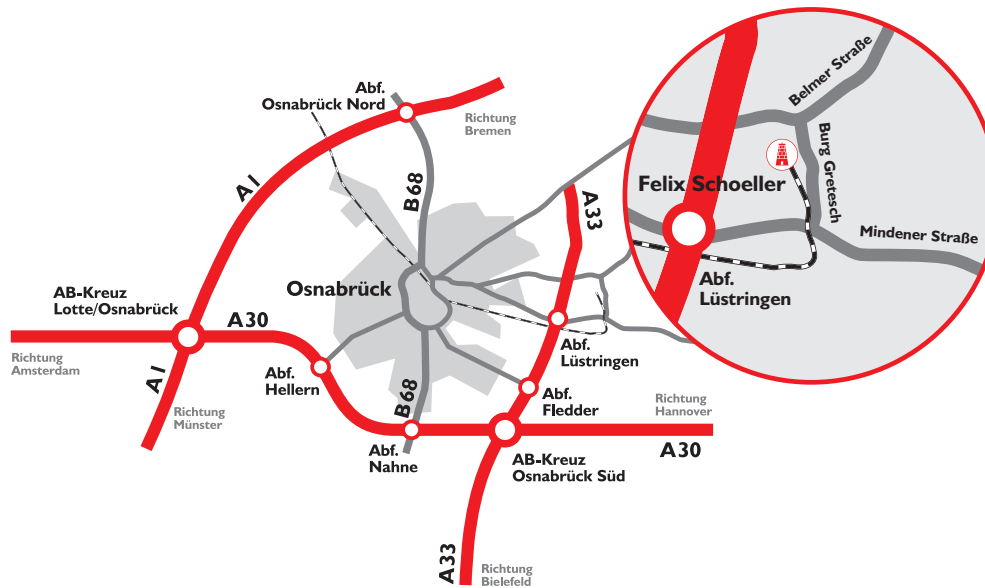 Abf.
Osnabrück Nord
Richtung
Bremen
A1
B68
A33
Osnabrück
AB-Kreuz
Lotte/Osnabrück
A30
Richtung
Amsterdam
A1
Richtung
Münster
Abf.
Hellern
B68
Abf.
Nahne
Abf.
Lüstringen
Abf.
Fledder
Richtung
Hannover
A30
AB-Kreuz
Osnabrück Süd
A33
Richtung
Bielefeld
Belmer Straße
Burg Gretesch
Felix Schoeller
Mindener Straße
Abf.
Lüstringen